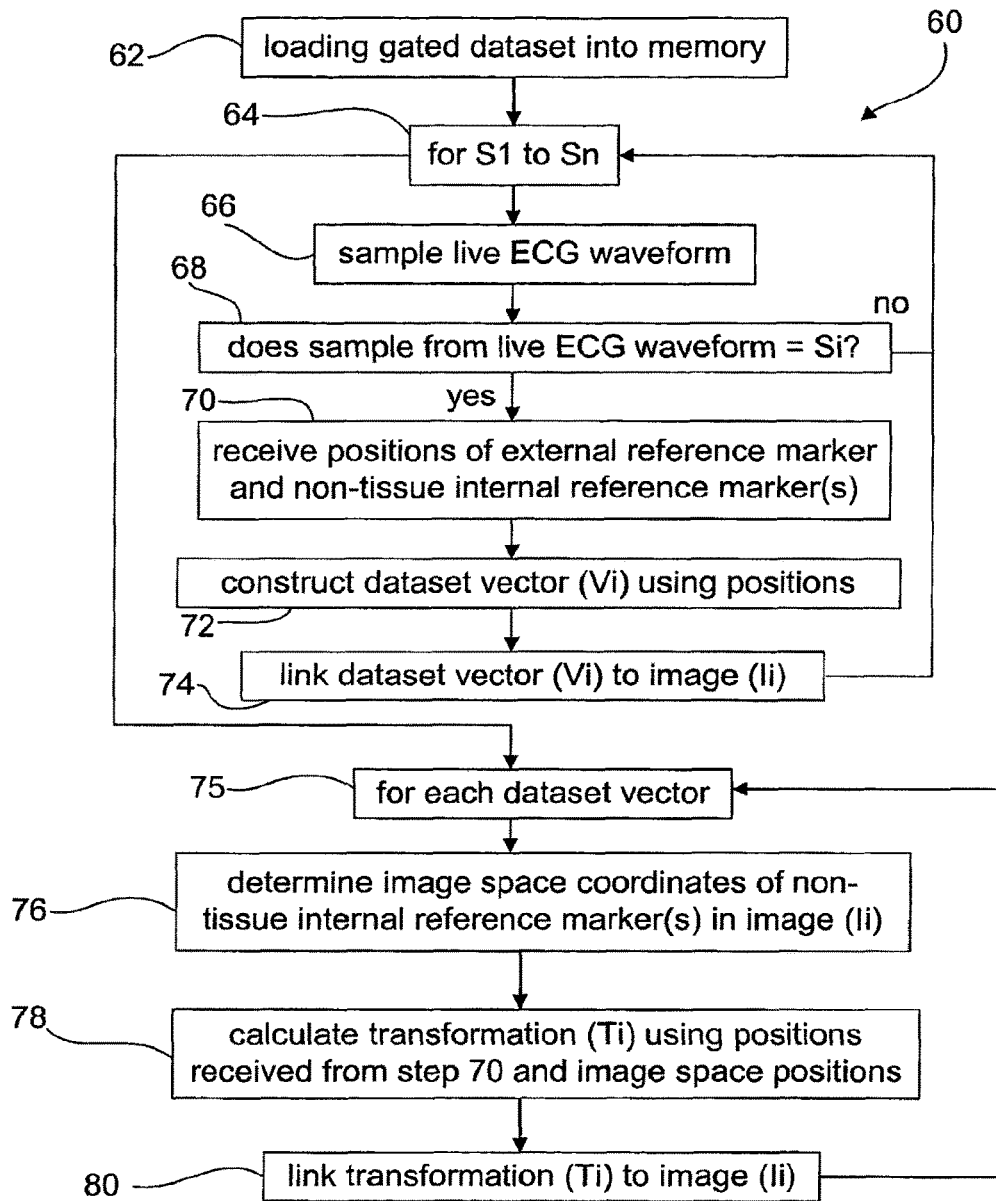 60
62
loading gated dataset into memory
64
for S1 to Sn
66
sample live ECG waveform
68
no
does sample from live ECG waveform = Si?
70
yes
receive positions of external reference marker
and non-tissue internal reference marker(s)
construct dataset vector (Vi) using positions
72
link dataset vector (Vi) to image (Ii)
74
75
for each dataset vector
76
determine image space coordinates of non-
tissue internal reference marker(s) in image (Ii)
78
calculate transformation (Ti) using positions
received from step 70 and image space positions
80
link transformation (Ti) to image (Ii)